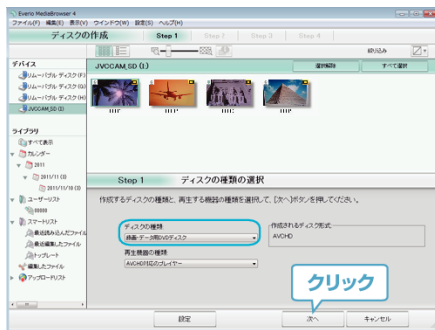 Everio MediaBrowser 4
ファイル(F) 編集(E) 表示(V) ウインドウ(W) 設定(S) ヘルプ(H)
ディスクの作成 Step 1 Step 2 Step 3 Step 4
絞り込み
デバイス
JVCCAM_SD (I:)
選択解除
すべて選択
リムーバブル ディスク(F:)
リムーバブル ディスク(G:)
リムーバブル ディスク(H:)
JVCCAM_SD (I:)
ライブラリ
すべて表示
カレンダー
2011
2011/11 (3)
2011/11/18 (3)
ユーザーリスト
スマートリスト
最近読み込んだファイル
最近編集したファイル
トップレート
編集したファイル
アップロードリスト
Step 1 ディスクの種類の選択
作成するディスクの種類と、再生する機器の種類を選択して、[次へ]ボタンを押してください。
ディスクの種類
録画・データ用DVDディスク
作成されるディスク形式
AVCHD
再生機器の種類
AVCHD対応のプレイヤー
クリック
設定
次へ
キャンセル